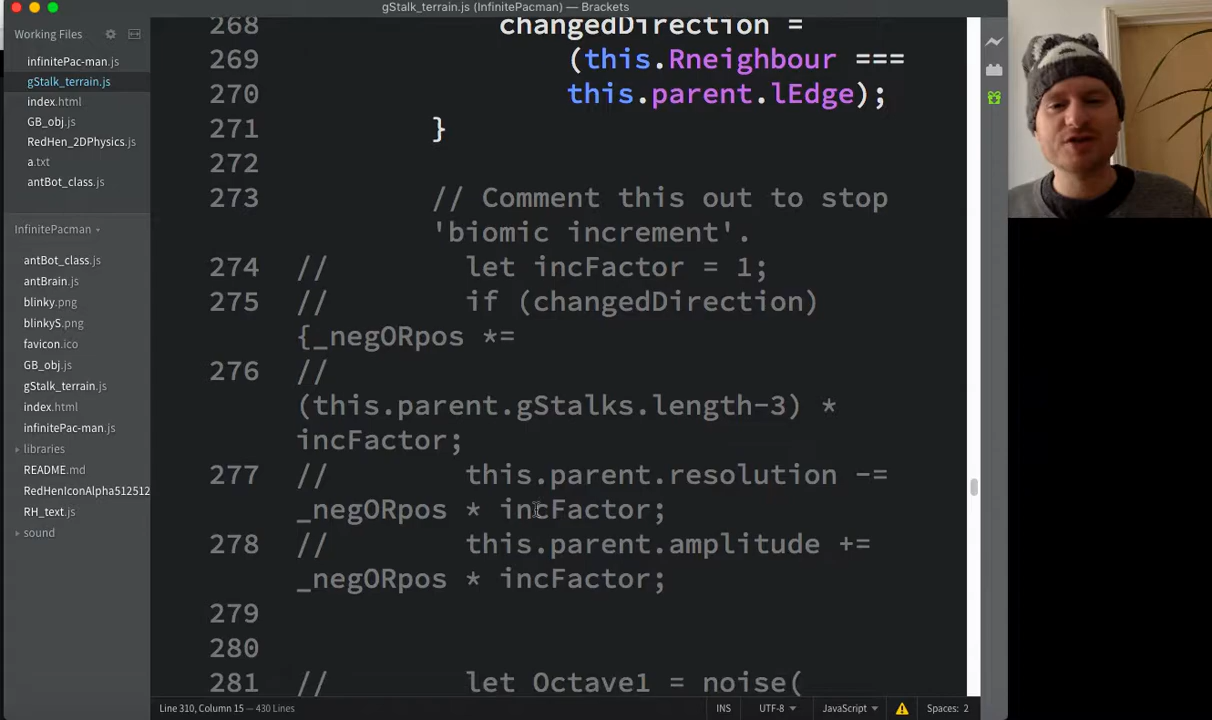 gStalk_terrain.js (InfinitePacman) — Brackets
Working Files
infinitePac-man.js
gStalk_terrain.js
index.html
GB_obj.js
RedHen_2DPhysics.js
a.txt
antBot_class.js
InfinitePacman
antBot_class.js
antBrain.js
blinky.png
blinkyS.png
favicon.ico
GB_obj.js
gStalk_terrain.js
index.html
infinitePac-man.js
libraries
README.md
RedHenIconAlpha512512
RH_text.js
sound
268 changedDirection =
269 (this.Rneighbour ===
270 this.parent.lEdge);
271 }
272
273 // Comment this out to stop
'biomic increment'.
274 // let incFactor = 1;
275 // if (changedDirection)
{_negORpos *=
276 //
(this.parent.gStalks.length-3) *
incFactor;
277 // this.parent.resolution -=
_negORpos * incFactor;
278 // this.parent.amplitude +=
_negORpos * incFactor;
279
280
281 // let Octave1 = noise(
Line 310, Column 15 — 430 Lines
INS
UTF-8
JavaScript
Spaces: 2